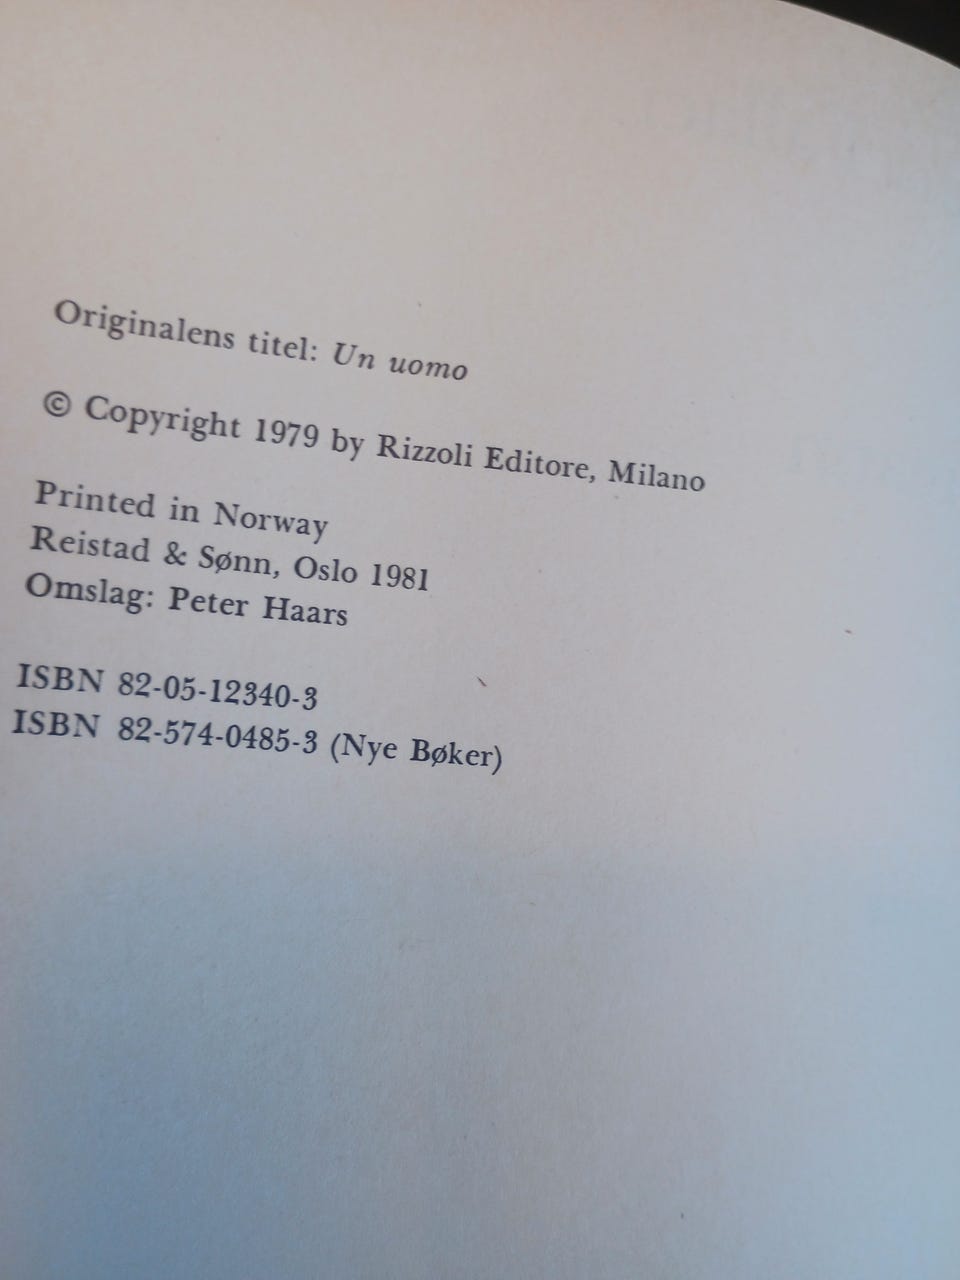 Originalens titel: Un uomo
© Copyright 1979 by Rizzoli Editore, Milano
Printed in Norway
Reistad & Sønn, Oslo 1981
Omslag: Peter Haars
ISBN 82-05-12340-3
ISBN 82-574-0485-3 (Nye Bøker)